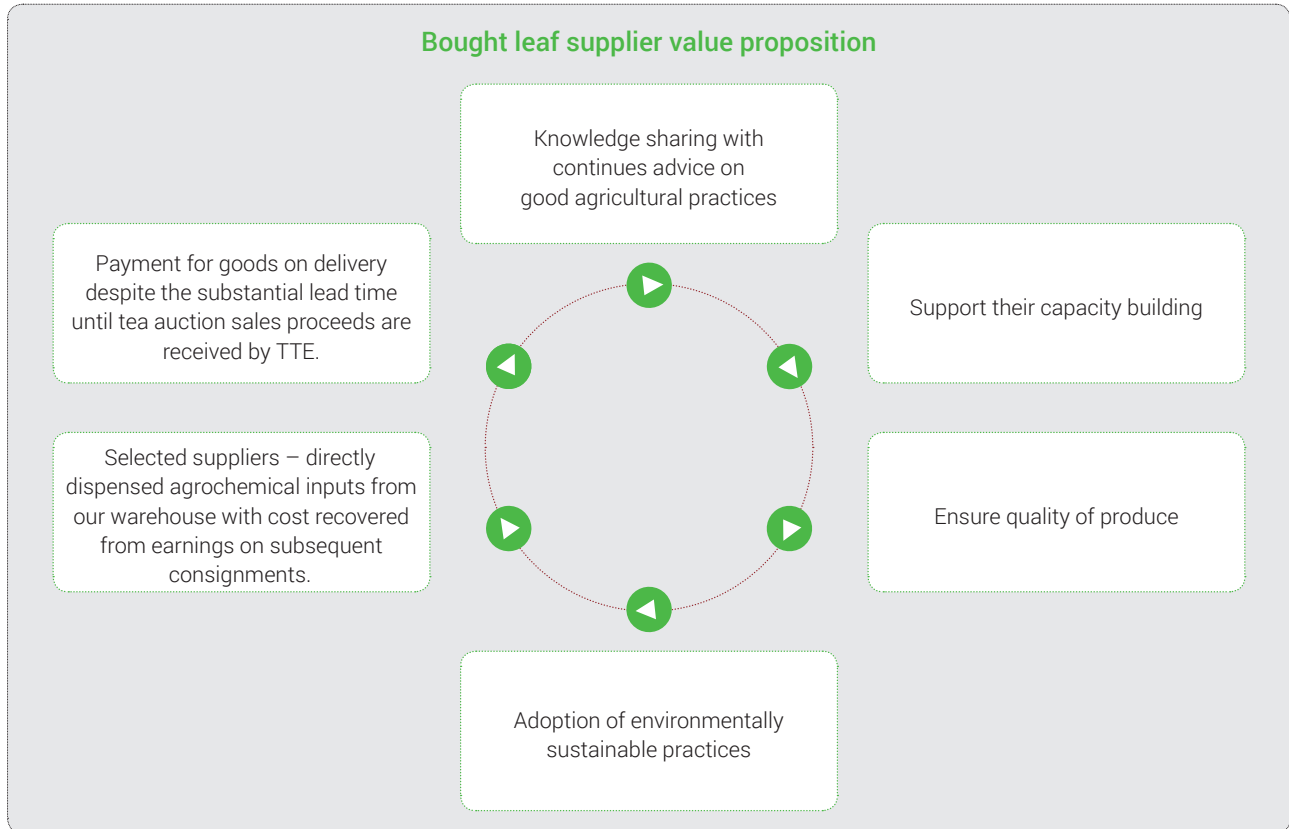 Bought leaf supplier value proposition
Knowledge sharing with
continues advice on
good agricultural practices
Payment for goods on delivery
despite the substantial lead time
until tea auction sales proceeds are
received by TTE.
Support their capacity building
Selected suppliers – directly
dispensed agrochemical inputs from
our warehouse with cost recovered
from earnings on subsequent
consignments.
Ensure quality of produce
Adoption of environmentally
sustainable practices